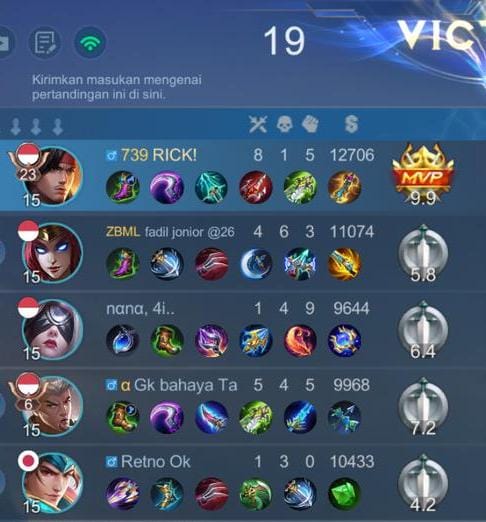 19
VICT
Kirimkan masukan mengenai
pertandingan ini di sini.
23
15
739 RICK!
8 1 5 12706
MVP
9.9
15
ZBML fadil jonior @26
4 6 3 11074
5.8
15
nɑnɑ, 4i..
1 4 9 9644
6.4
6
15
α Gk bahaya Ta
5 4 5 9968
7.2
15
Retno Ok
1 3 0 10433
4.2